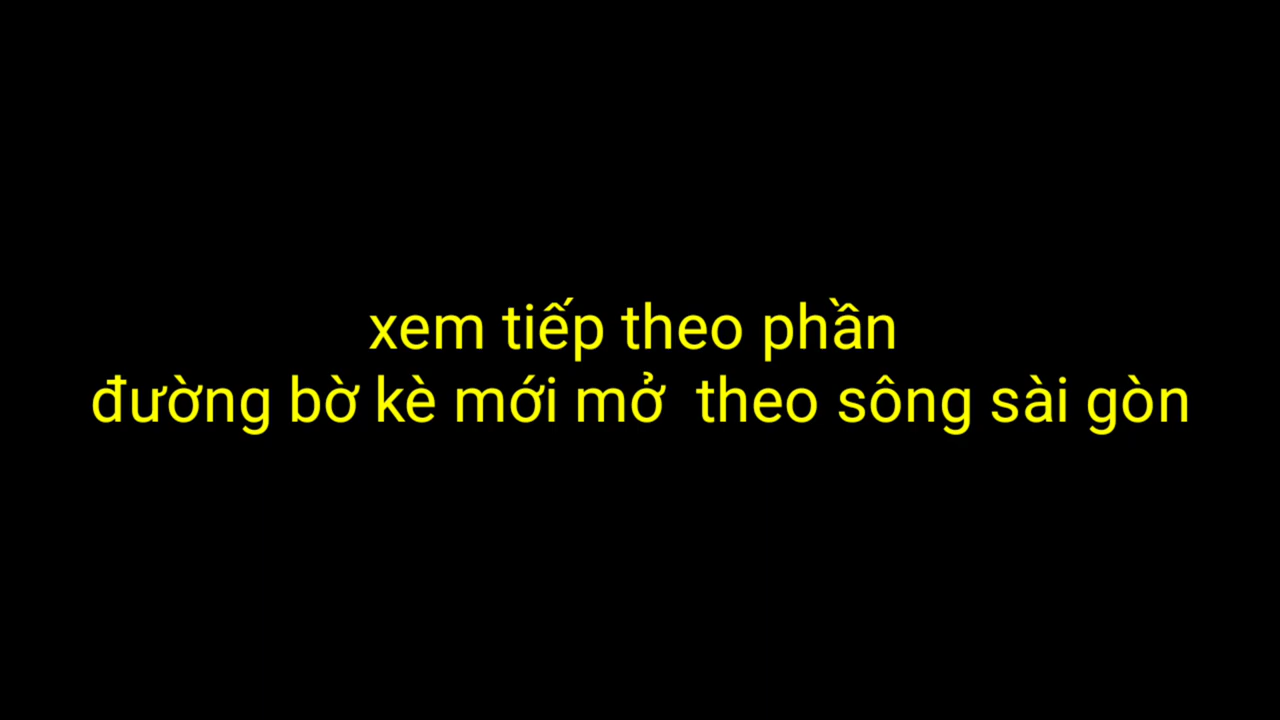 xem tiếp theo phần
đường bờ kè mới mở theo sông sài gòn